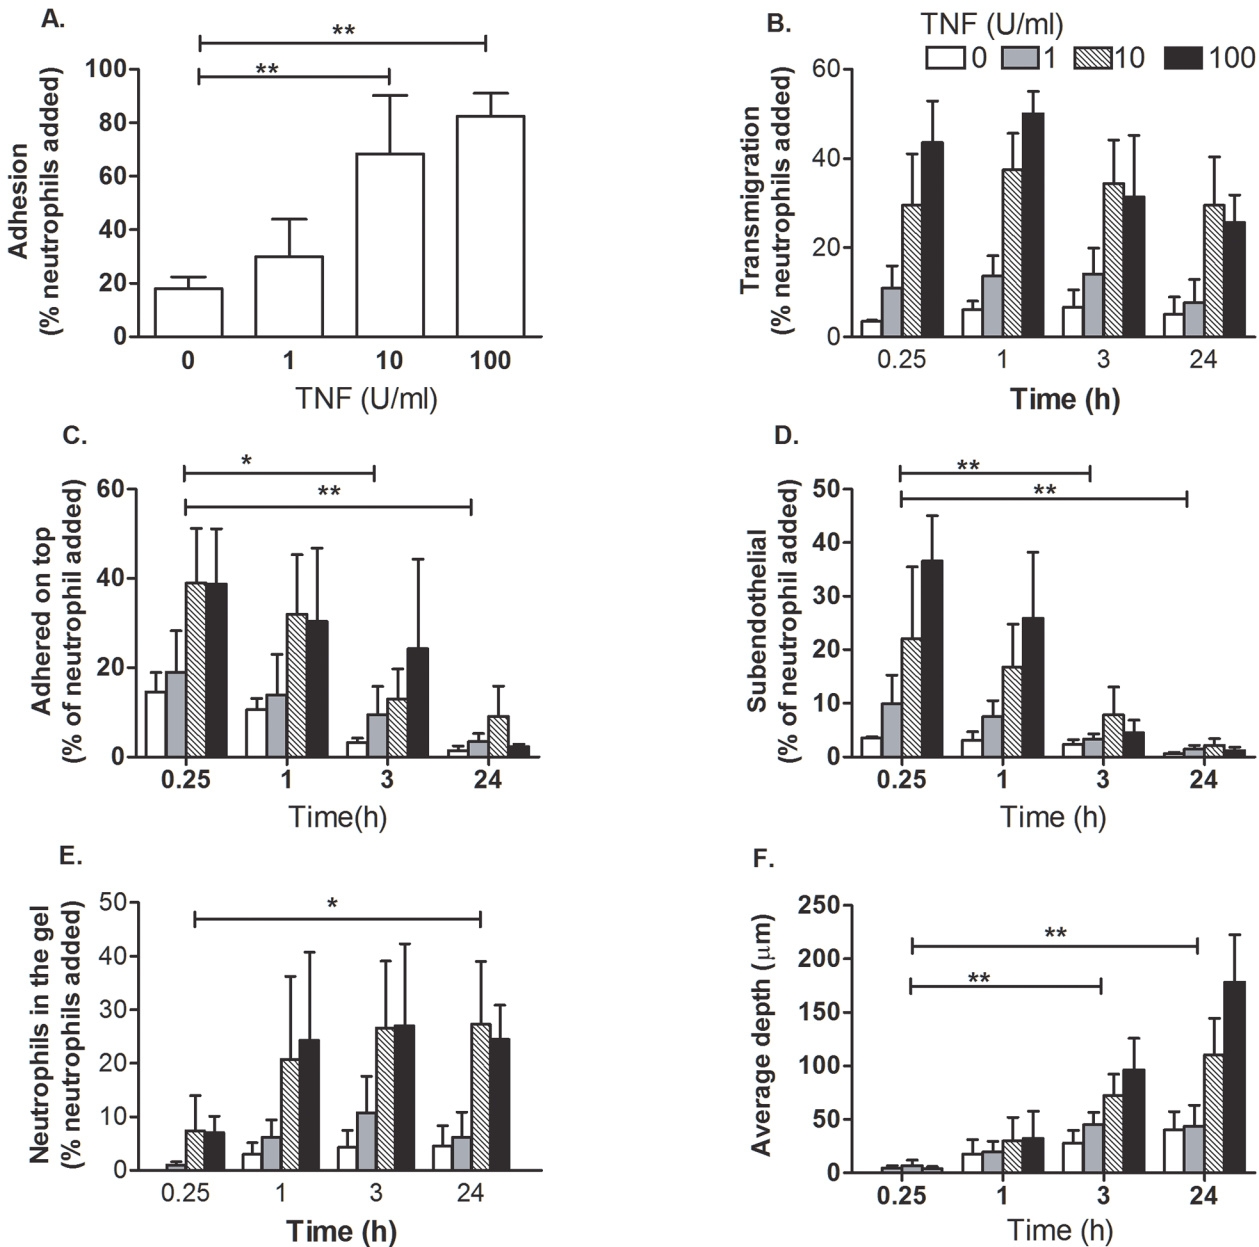 A.
**
**
100
80
60
40
20
0
Adhesion
(% neutrophils added)
0 1 10 100
TNF (U/ml)
B.
TNF (U/ml)
0 1 10 100
60
40
20
0
Transmigration
(% neutrophils added)
0.25 1 3 24
Time (h)
C.
*
**
60
40
20
0
Adhered on top
(% of neutrophil added)
0.25 1 3 24
Time(h)
D.
**
**
50
40
30
20
10
0
Subendothelial
(% of neutrophil added)
0.25 1 3 24
Time (h)
E.
*
50
40
30
20
10
0
Neutrophils in the gel
(% neutrophils added)
0.25 1 3 24
Time (h)
F.
**
**
250
200
150
100
50
0
Average depth (μm)
0.25 1 3 24
Time (h)